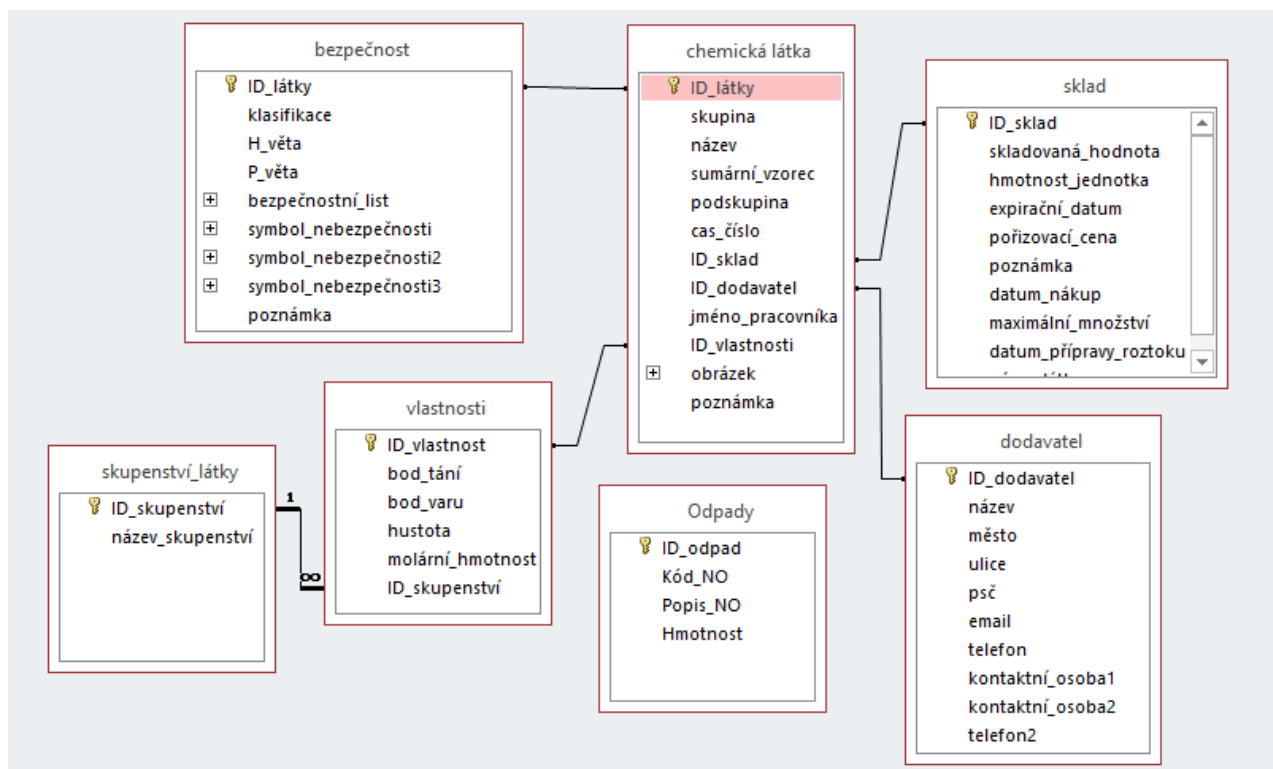 bezpečnost
ID_látky
klasifikace
H_věta
P_věta
bezpečnostní_list
symbol_nebezpečnosti
symbol_nebezpečnosti2
symbol_nebezpečnosti3
poznámka
chemická látka
ID_látky
skupina
název
sumární_vzorec
podskupina
cas_číslo
ID_sklad
ID_dodavatel
jméno_pracovníka
ID_vlastnosti
obrázek
poznámka
sklad
ID_sklad
skladovaná_hodnota
hmotnost_jednotka
expirační_datum
pořizovací_cena
poznámka
datum_nákup
maximální_množství
datum_přípravy_roztoku
skupenství_látky
ID_skupenství
název_skupenství
1
∞
vlastnosti
ID_vlastnost
bod_tání
bod_varu
hustota
molární_hmotnost
ID_skupenství
Odpady
ID_odpad
Kód_NO
Popis_NO
Hmotnost
dodavatel
ID_dodavatel
název
město
ulice
psč
email
telefon
kontaktní_osoba1
kontaktní_osoba2
telefon2